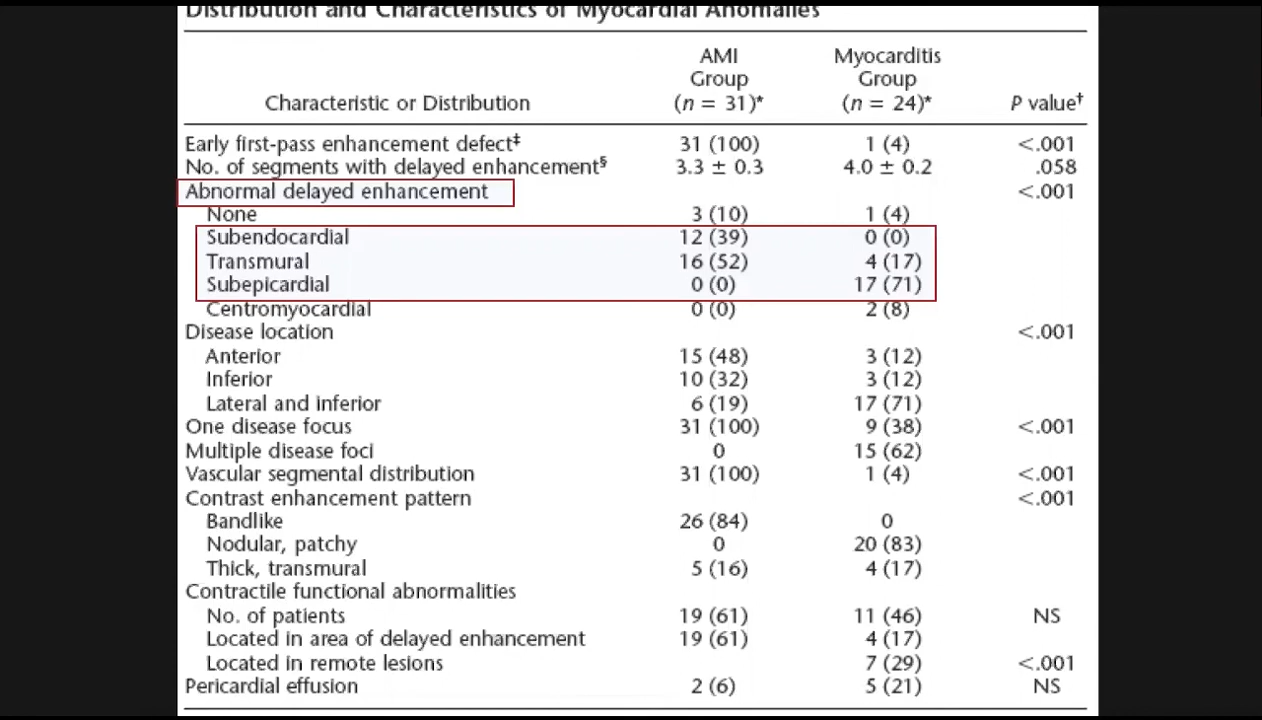 Distribution and Characteristics of Myocardial Anomalies
AMI Myocarditis
Group Group
Characteristic or Distribution (n = 31)* (n = 24)* P value†
Early first-pass enhancement defect‡ 31 (100) 1 (4) <.001
No. of segments with delayed enhancement§ 3.3 ± 0.3 4.0 ± 0.2 .058
Abnormal delayed enhancement <.001
None 3 (10) 1 (4)
Subendocardial 12 (39) 0 (0)
Transmural 16 (52) 4 (17)
Subepicardial 0 (0) 17 (71)
Centromyocardial 0 (0) 2 (8)
Disease location <.001
Anterior 15 (48) 3 (12)
Inferior 10 (32) 3 (12)
Lateral and inferior 6 (19) 17 (71)
One disease focus 31 (100) 9 (38) <.001
Multiple disease foci 0 15 (62)
Vascular segmental distribution 31 (100) 1 (4) <.001
Contrast enhancement pattern <.001
Bandlike 26 (84) 0
Nodular, patchy 0 20 (83)
Thick, transmural 5 (16) 4 (17)
Contractile functional abnormalities
No. of patients 19 (61) 11 (46) NS
Located in area of delayed enhancement 19 (61) 4 (17)
Located in remote lesions 7 (29) <.001
Pericardial effusion 2 (6) 5 (21) NS